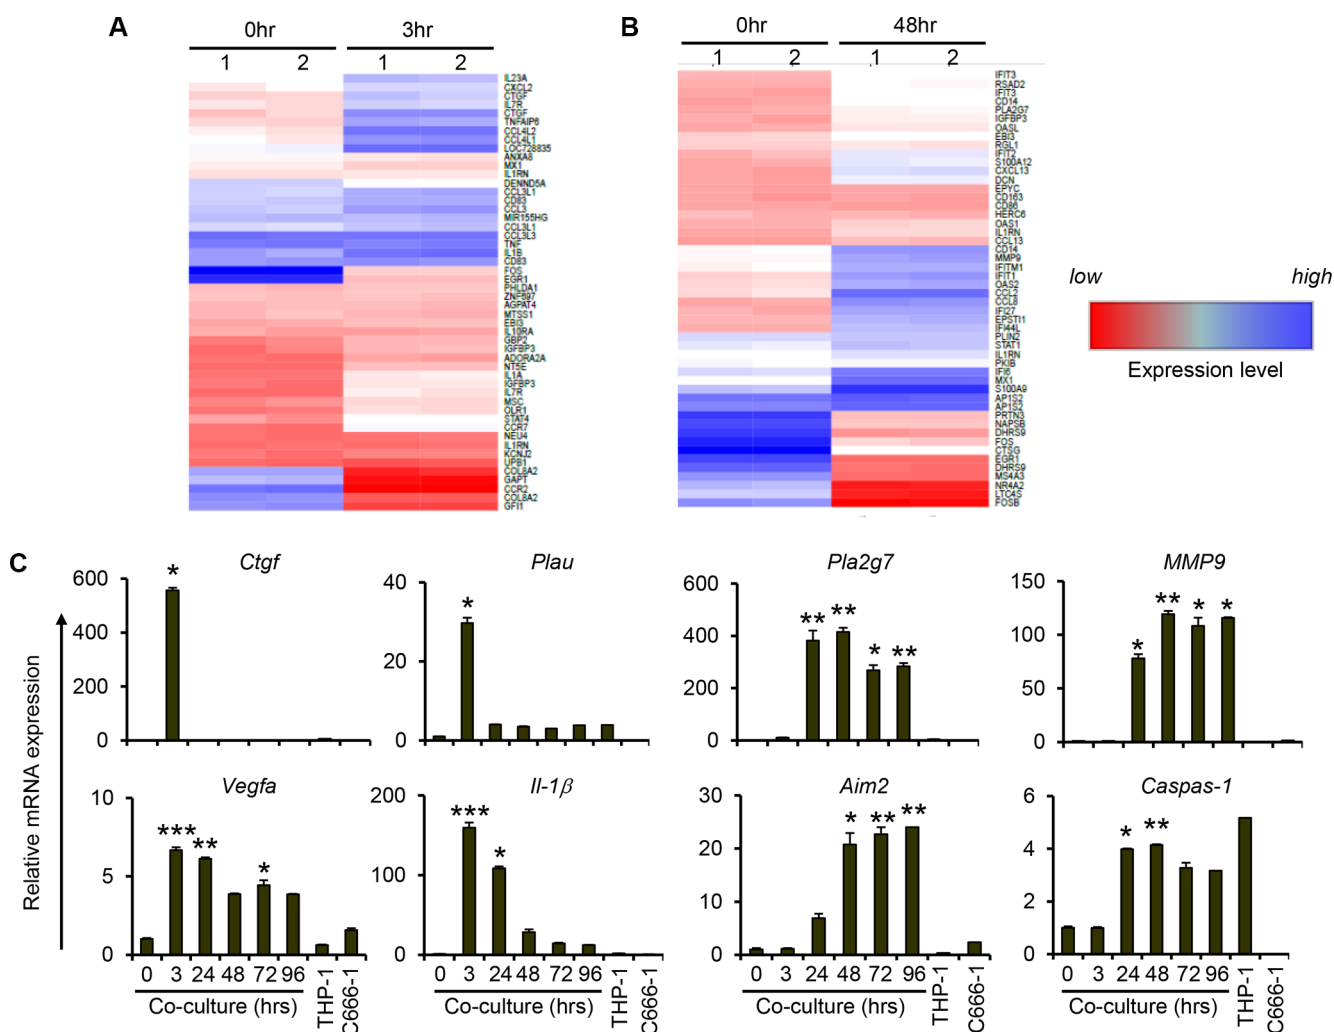 A
0hr 3hr
1 2 1 2
IL23A
CXCL2
CTGF
IL7R
CTGF
TNFAIP6
CCL4L2
CCL4L1
LOC728835
ANXA8
MX1
IL1RN
DENND5A
CCL3L1
CD83
CCL3
MIR155HG
CCL3L1
CCL3L3
TNF
IL1B
CD83
FOS
EGR1
PHLDA1
ZNF697
AGPAT4
MTSS1
EBI3
IL10RA
GBP2
IGFBP3
ADORA2A
NT5E
IL1A
IGFBP3
IL7R
MSC
OLR1
STAT4
CCR7
NEU4
IL1RN
KCNJ2
UPB1
COL8A2
GAPT
CCR2
COL8A2
GFI1
B
0hr 48hr
1 2 1 2
IFIT3
RSAD2
IFIT3
CD14
PLA2G7
IGFBP3
OASL
EBI3
RGL1
IFIT2
S100A12
CXCL13
DCN
EPYC
CD163
CD86
HERC6
OAS1
IL1RN
CCL13
CD14
MMP9
IFITM1
IFIT1
OAS2
CCL2
CCL8
IFI27
EPSTI1
IFI44L
PLIN2
STAT1
IL1RN
PKIB
IFI6
MX1
S100A9
AP1S2
AP1S2
PRTN3
NAPSB
DHRS9
FOS
CTSG
EGR1
DHRS9
MS4A3
NR4A2
LTC4S
FOSB
low high
Expression level
C
Relative mRNA expression
Ctgf
600
400
200
0
*
Plau
40
20
0
*
Pla2g7
600
400
200
0
** ** * **
MMP9
150
100
50
0
* ** * *
Vegfa
10
5
0
*** ** *
0 3 24 48 72 96 THP-1 C666-1
Co-culture (hrs)
Il-1β
200
100
0
*** *
0 3 24 48 72 96 THP-1 C666-1
Co-culture (hrs)
Aim2
30
20
10
0
* ** **
0 3 24 48 72 96 THP-1 C666-1
Co-culture (hrs)
Caspas-1
6
4
2
0
* **
0 3 24 48 72 96 THP-1 C666-1
Co-culture (hrs)